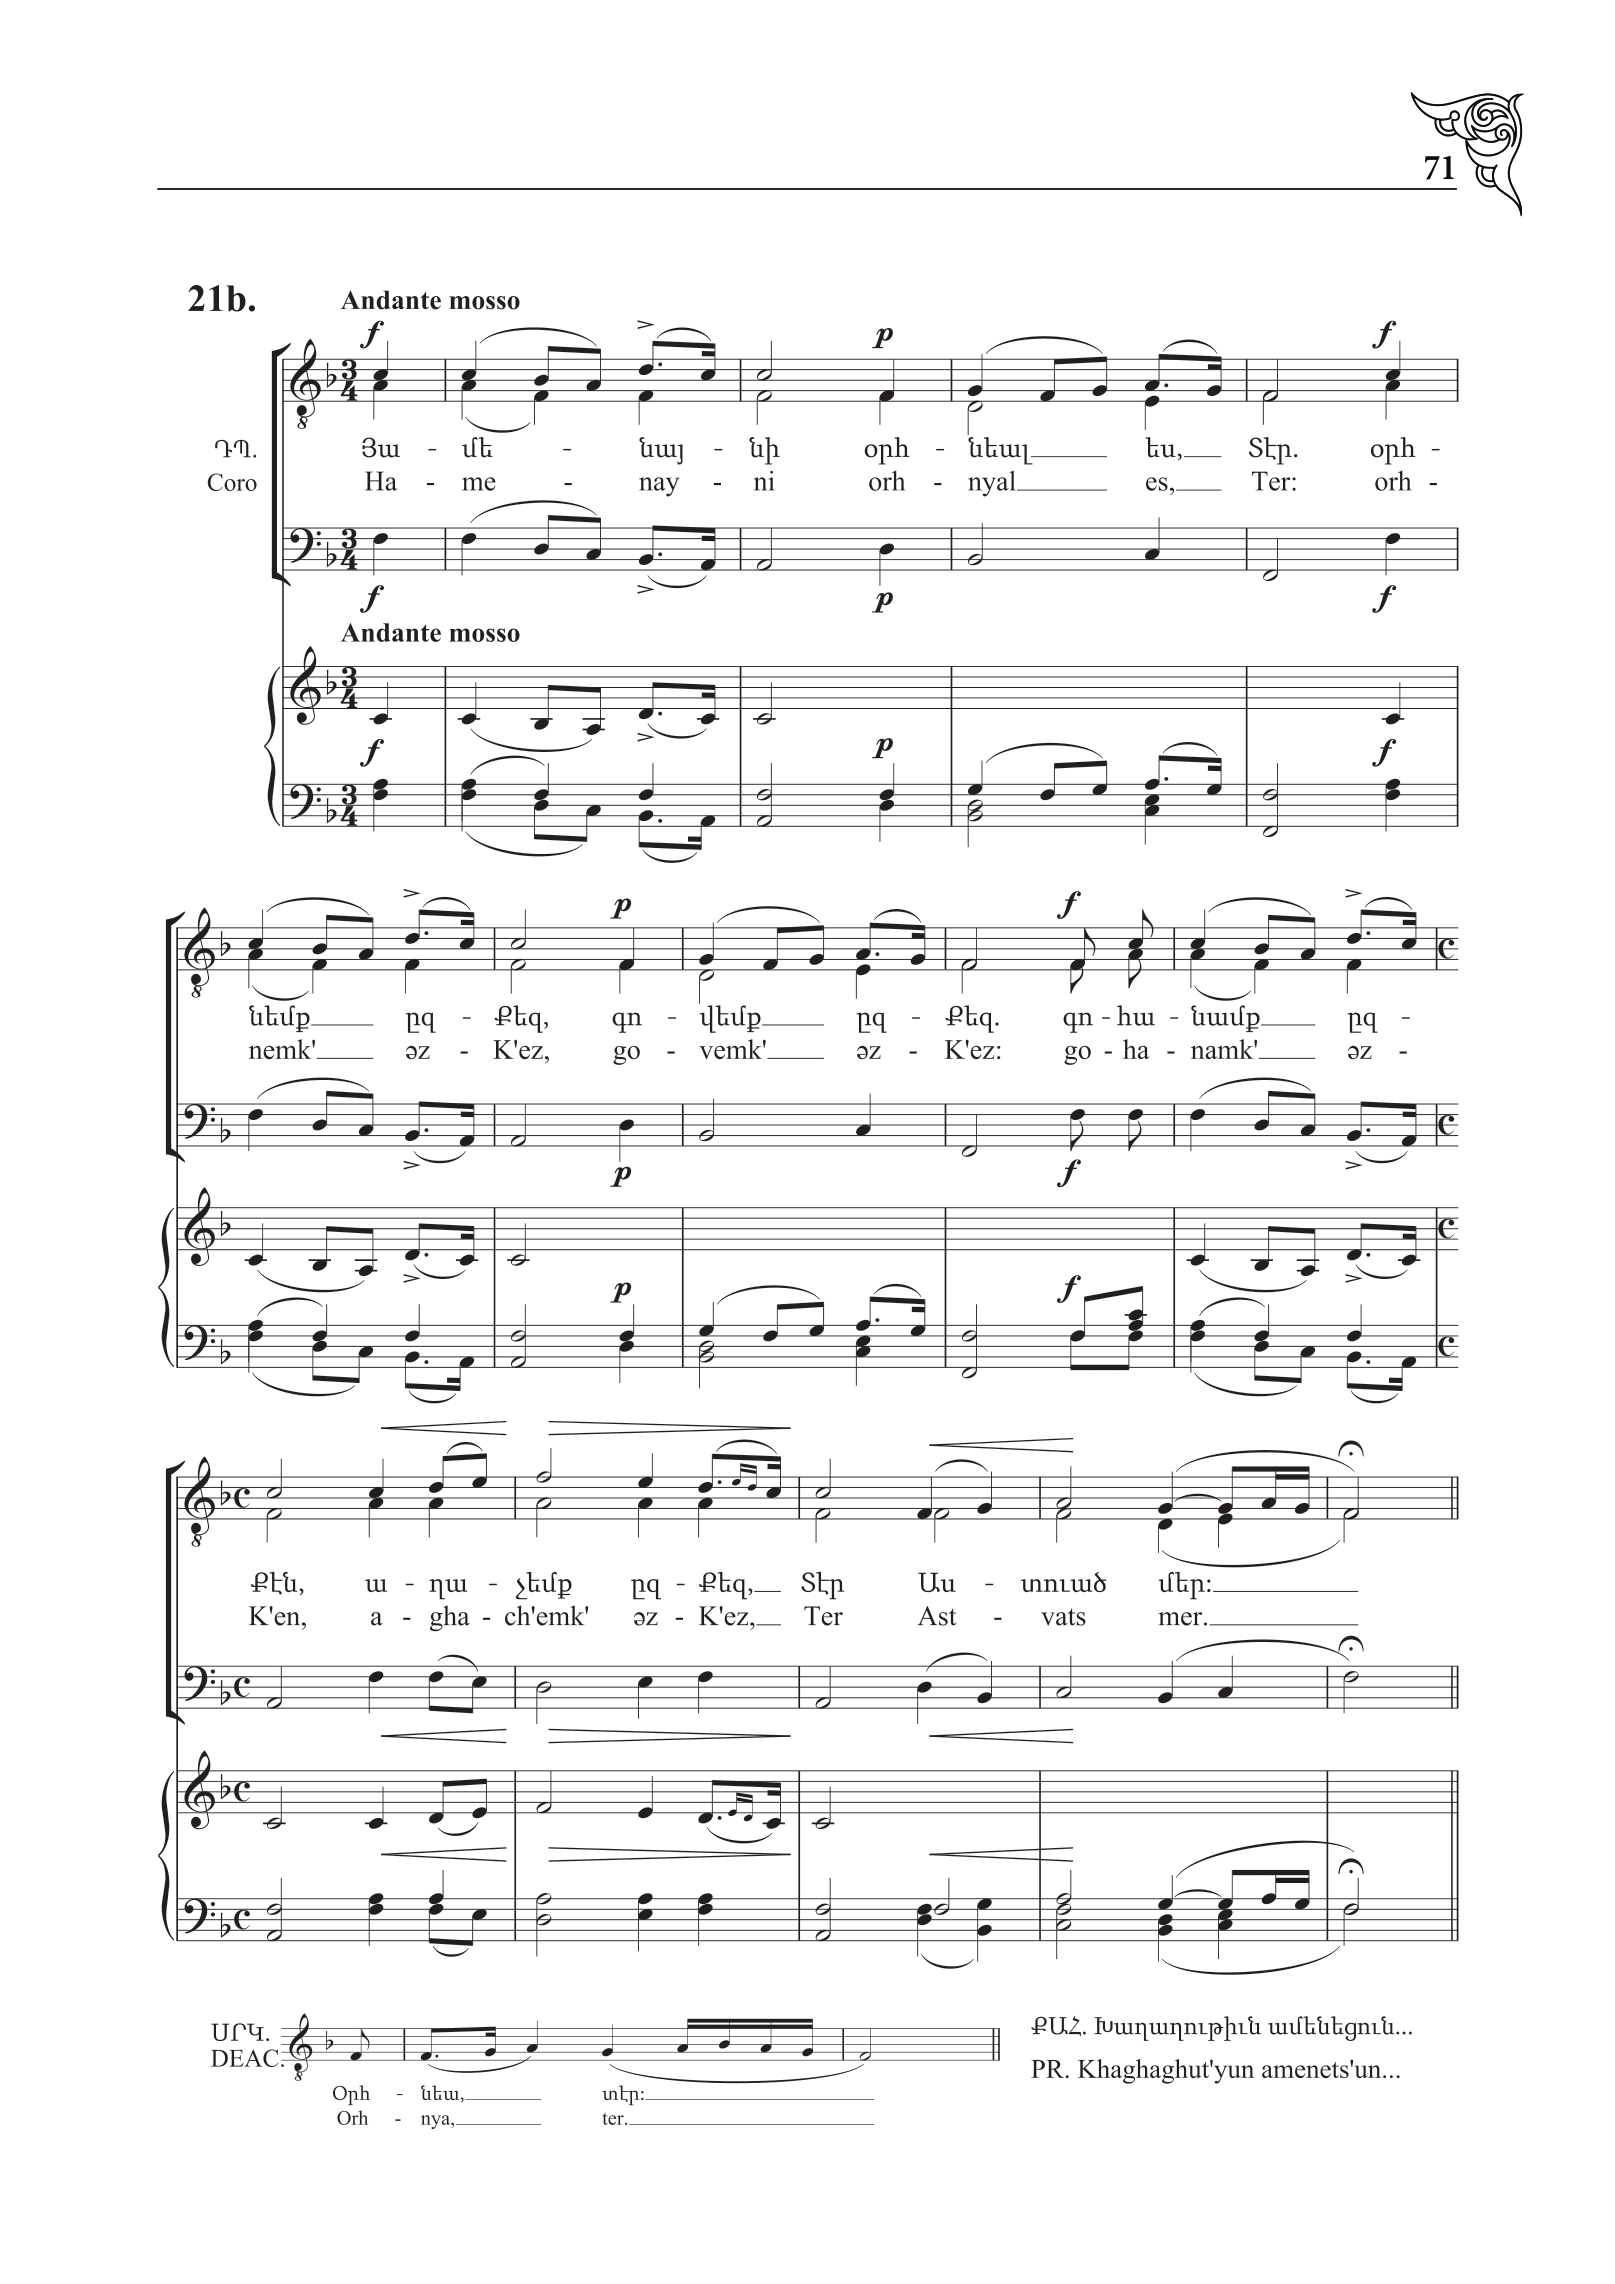 71
21b.
Andante mosso
f p f
ԴՊ. Յա - մե - նայ - նի օրհ - նեալ ես, Տէր. օրհ -
Coro Ha - me - nay - ni orh - nyal es, Ter: orh -
f p f
Andante mosso
f p f
p f
նեմք ըզ - Քեզ, գո - վեմք ըզ - Քեզ. գո - հա - նամք ըզ -
nemk' əz - K'ez, go - vemk' əz - K'ez: go - ha - namk' əz -
p f
p f
Քէն, ա - ղա - չեմք ըզ - Քեզ, Տէր Աս - տուած մեր:
K'en, a - gha - ch'emk' əz - K'ez, Ter Ast - vats mer.
ՍՐԿ.
DEAC.
Օրհ - նեա, տէր:
Orh - nya, ter.
ՔԱՀ. Խաղաղութիւն ամենեցուն...
PR. Khaghaghut'yun amenets'un...